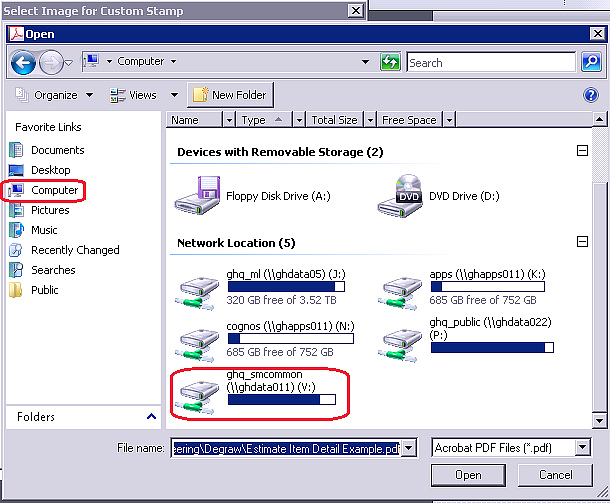 Select Image for Custom Stamp
Open
Computer
Search
Organize
Views
New Folder
Favorite Links
Documents
Desktop
Computer
Pictures
Music
Recently Changed
Searches
Public
Folders
Name
Type
Total Size
Free Space
Devices with Removable Storage (2)
Floppy Disk Drive (A:)
DVD
DVD Drive (D:)
Network Location (5)
ghq_ml (\\ghdata05) (J:)
320 GB free of 3.52 TB
apps (\\ghapps011) (K:)
685 GB free of 752 GB
cognos (\\ghapps011) (N:)
685 GB free of 752 GB
ghq_public (\\ghdata022)
(P:)
ghq_smcommon
(\\ghdata011) (V:)
File name:
eering\Degraw\Estimate Item Detail Example.pdf
Acrobat PDF Files (*.pdf)
Open
Cancel